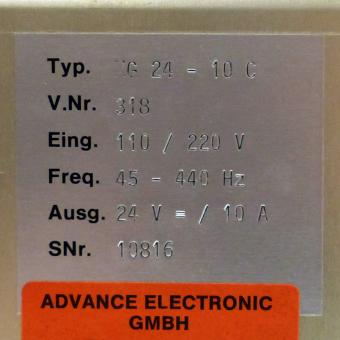 Typ. G 24 - 10 C
V.Nr. 318
Eing. 110 / 220 V
Freq. 45 - 440 Hz
Ausg. 24 V = / 10 A
SNr. 10816
ADVANCE ELECTRONIC
GMBH